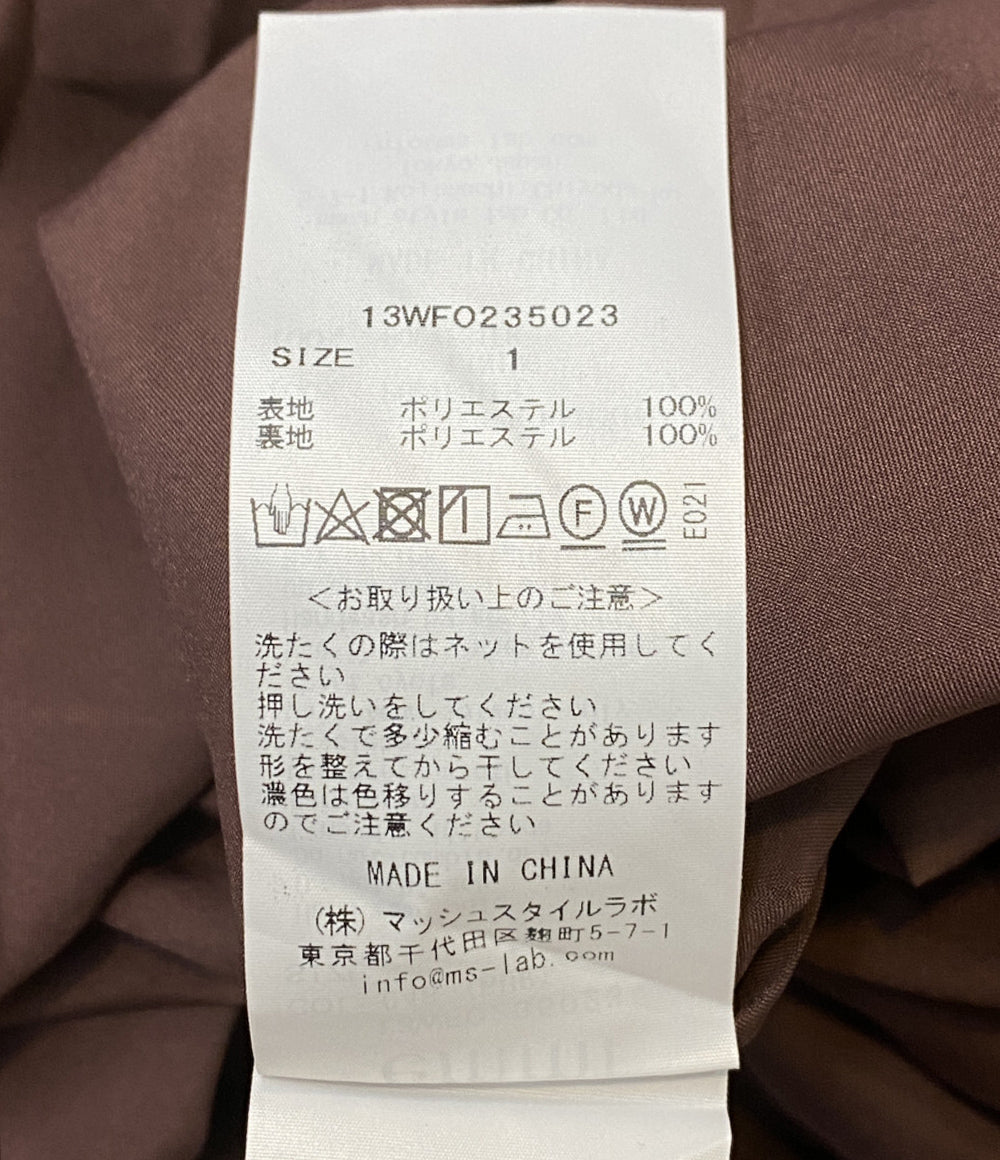 13WFO235023
SIZE 1
表地 ポリエステル 100%
裏地 ポリエステル 100%
F W E021
＜お取り扱い上のご注意＞
洗たくの際はネットを使用してく
ださい
押し洗いをしてください
洗たくで多少縮むことがあります
形を整えてから干してください
濃色は色移りすることがあります
のでご注意ください
MADE IN CHINA
(株) マッシュスタイルラボ
東京都千代田区麹町5-7-1
info@ms-lab.com